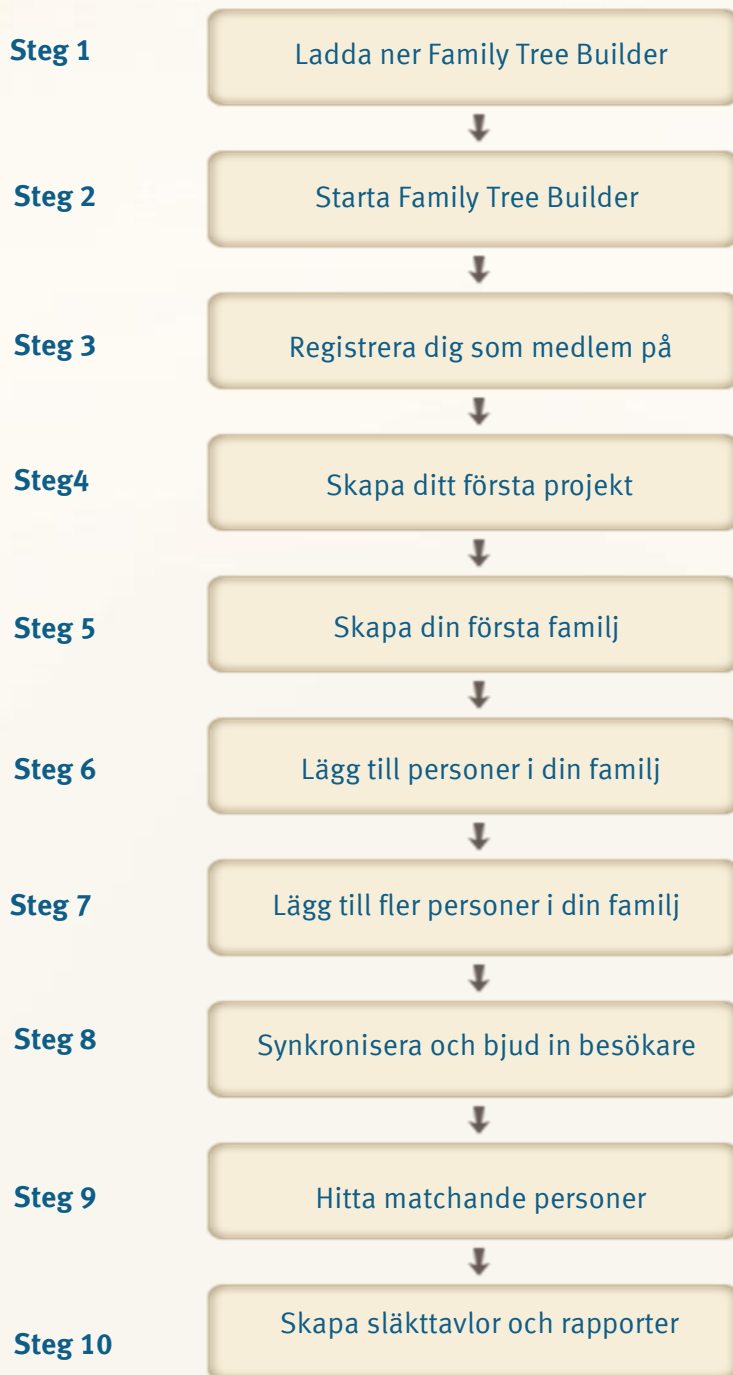 Steg 1
Ladda ner Family Tree Builder
Steg 2
Starta Family Tree Builder
Steg 3
Registrera dig som medlem på
Steg4
Skapa ditt första projekt
Steg 5
Skapa din första familj
Steg 6
Lägg till personer i din familj
Steg 7
Lägg till fler personer i din familj
Steg 8
Synkronisera och bjud in besökare
Steg 9
Hitta matchande personer
Steg 10
Skapa släkttavlor och rapporter